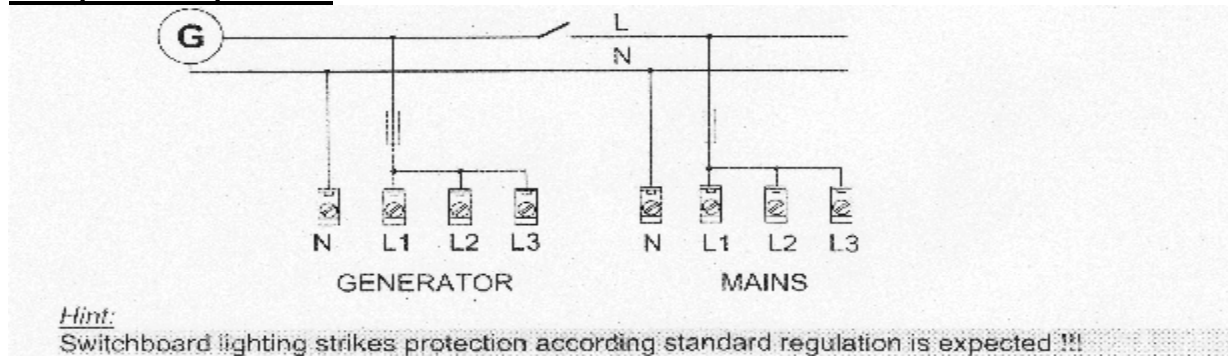 G
L
N
N L1 L2 L3 N L1 L2 L3
GENERATOR MAINS
Hint:
Switchboard lighting strikes protection according standard regulation is expected !!!